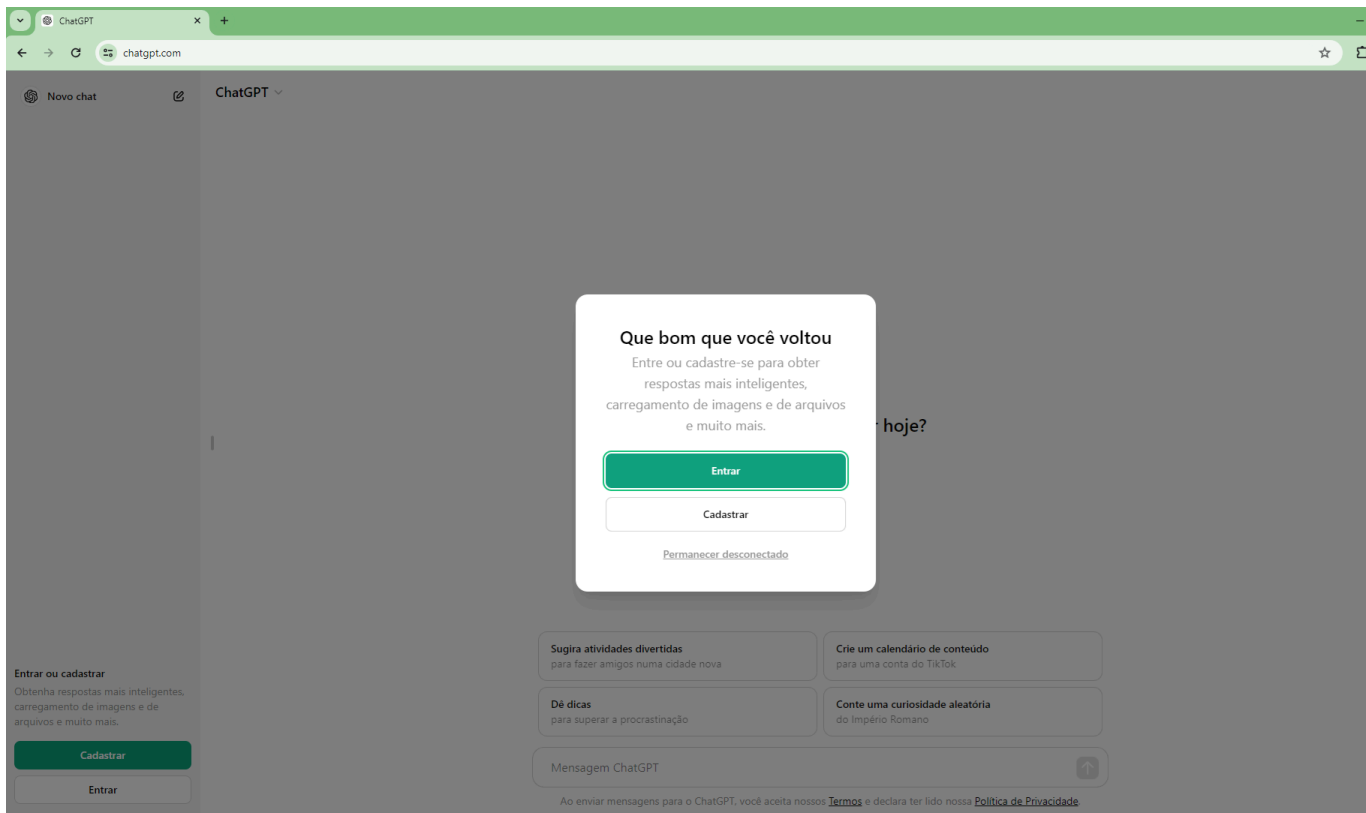 ChatGPT
chatgpt.com
Novo chat
ChatGPT
Que bom que você voltou
Entre ou cadastre-se para obter
respostas mais inteligentes,
carregamento de imagens e de arquivos
e muito mais.
hoje?
Entrar
Cadastrar
Permanecer desconectado
Sugira atividades divertidas
para fazer amigos numa cidade nova
Crie um calendário de conteúdo
para uma conta do TikTok
Dê dicas
para superar a procrastinação
Conte uma curiosidade aleatória
do Império Romano
Entrar ou cadastrar
Obtenha respostas mais inteligentes,
carregamento de imagens e de
arquivos e muito mais.
Cadastrar
Entrar
Mensagem ChatGPT
Ao enviar mensagens para o ChatGPT, você aceita nossos Termos e declara ter lido nossa Política de Privacidade.